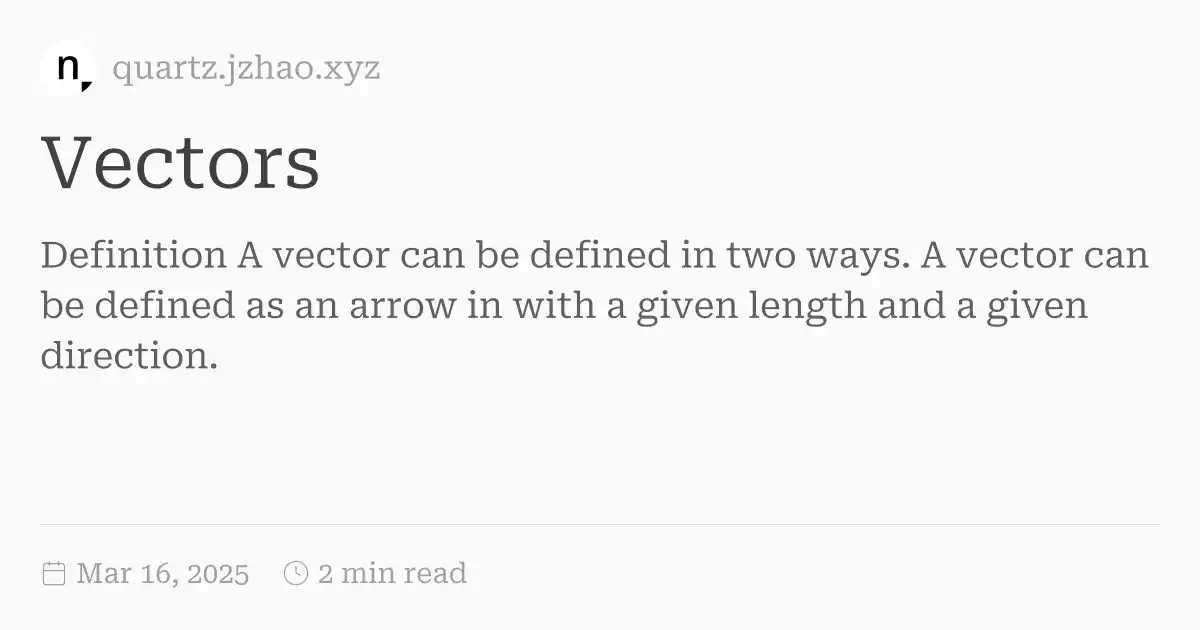 n
quartz.jzhao.xyz
Vectors
Definition A vector can be defined in two ways. A vector can
be defined as an arrow in with a given length and a given
direction.
Mar 16, 2025 2 min read